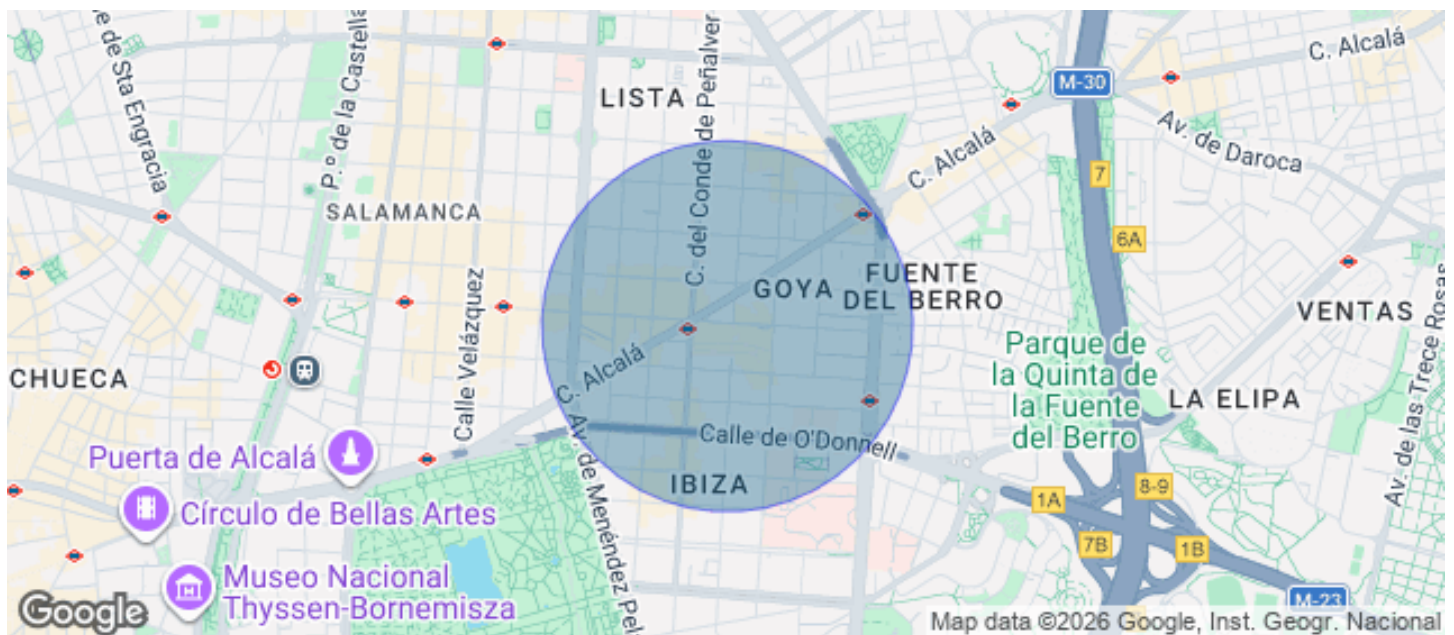 e de Sta Engracia
P.º de la Castella
LISTA
C. del Conde de Peñalver
C. Alcalá
M-30
C. Alcalá
Av. de Daroca
7
SALAMANCA
6A
GOYA
FUENTE
DEL BERRO
VENTAS
Calle Velázquez
CHUECA
C. Alcalá
Parque de
la Quinta de
la Fuente
del Berro
LA ELIPA
Av. de las Trece Rosas
Puerta de Alcalá
C. Av. de Menéndez Pel
Calle de O'Donnell
IBIZA
1A
8-9
Círculo de Bellas Artes
7B
1B
Museo Nacional
Thyssen-Bornemisza
M-23
Google
Map data ©2026 Google, Inst. Geogr. Nacional